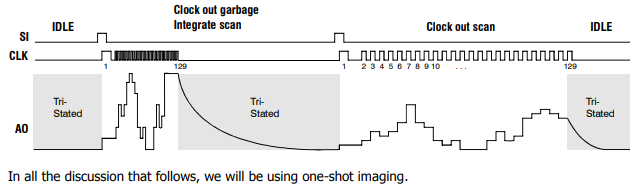 IDLE
Clock out garbage
Integrate scan
Clock out scan
IDLE
SI
CLK
1
129
1
2 3 4 5 6 7 8 9 10 . . .
129
Tri-
Stated
Tri-
Stated
Tri-
Stated
AO
In all the discussion that follows, we will be using one-shot imaging.